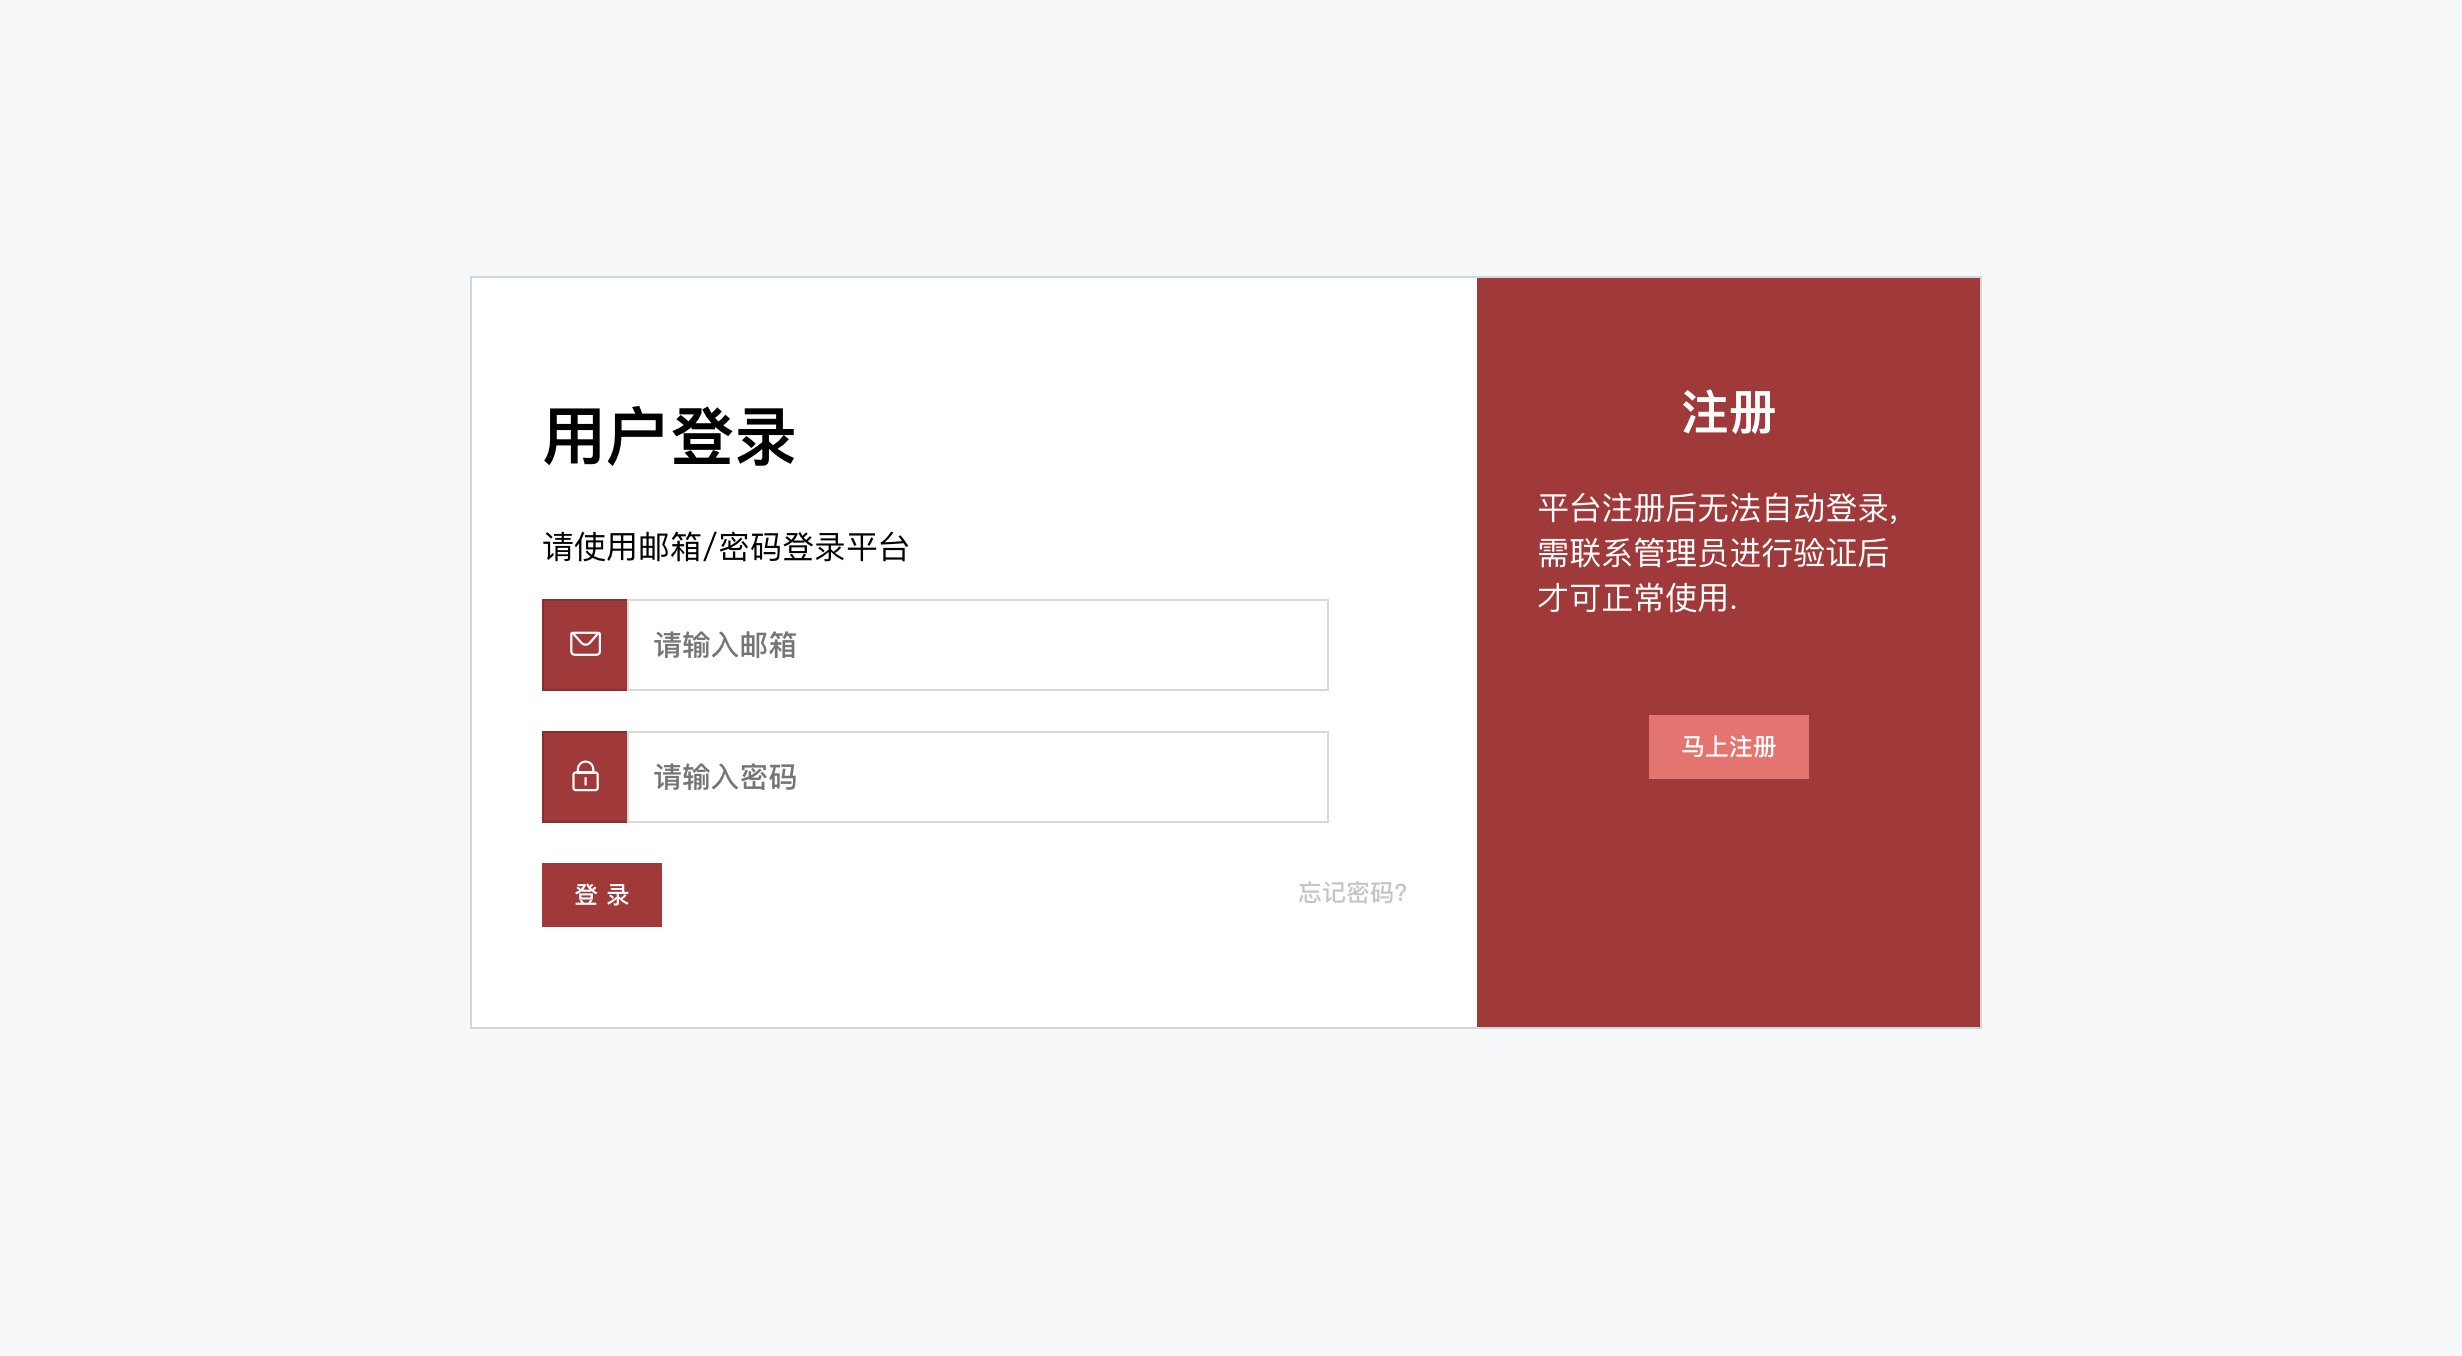 用户登录
请使用邮箱/密码登录平台
请输入邮箱
请输入密码
登 录
忘记密码?
注册
平台注册后无法自动登录,
需联系管理员进行验证后
才可正常使用.
马上注册